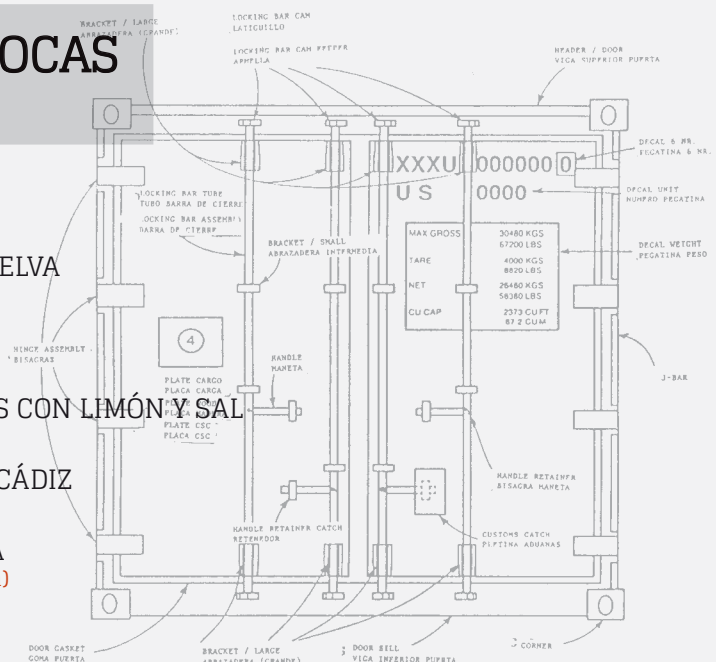 OCAS
BRACKET / LARGE
ABRAZADERA (GRANDE)
LOCKING BAR CAM
LATIGUILLO
LOCKING BAR CAM KEEPER
HEADER / DOOR
VIGA SUPERIOR PUERTA
XXXU 000000 0
US 0000
DECAL 6 NR.
PEGATINA 6 NR.
DECAL UNIT
NUMERO PEGATINA
LOCKING BAR TUBE
TUBO BARRA DE CIERRE
LOCKING BAR ASSEMBLY
BARRA DE CIERRE
BRACKET / SMALL
ABRAZADERA INTERMEDIA
ELVA
MAX GROSS 30480 KGS
67200 LBS
TARE 4000 KGS
8820 LBS
NET 26480 KGS
58380 LBS
CU CAP 2373 CU FT
67 2 CU M
DECAL WEIGHT
PEGATINA PESO
4
HINGE ASSEMBLY
BISAGRAS
HANDLE
MANETA
J-BAR
PLATE CARGO
PLACA CARGA
PLATE CSC
PLACA CSC
S CON LIMÓN Y SAL
CÁDIZ
HANDLE RETAINER
BISAGRA MANETA
HANDLE RETAINER CATCH
RETENEDOR
CUSTOMS CATCH
PLETINA ADUANAS
A
)
DOOR GASKET
GOMA PUERTA
BRACKET / LARGE
ABRAZADERA (GRANDE)
DOOR SILL
VIGA INFERIOR PUERTA
CORNER